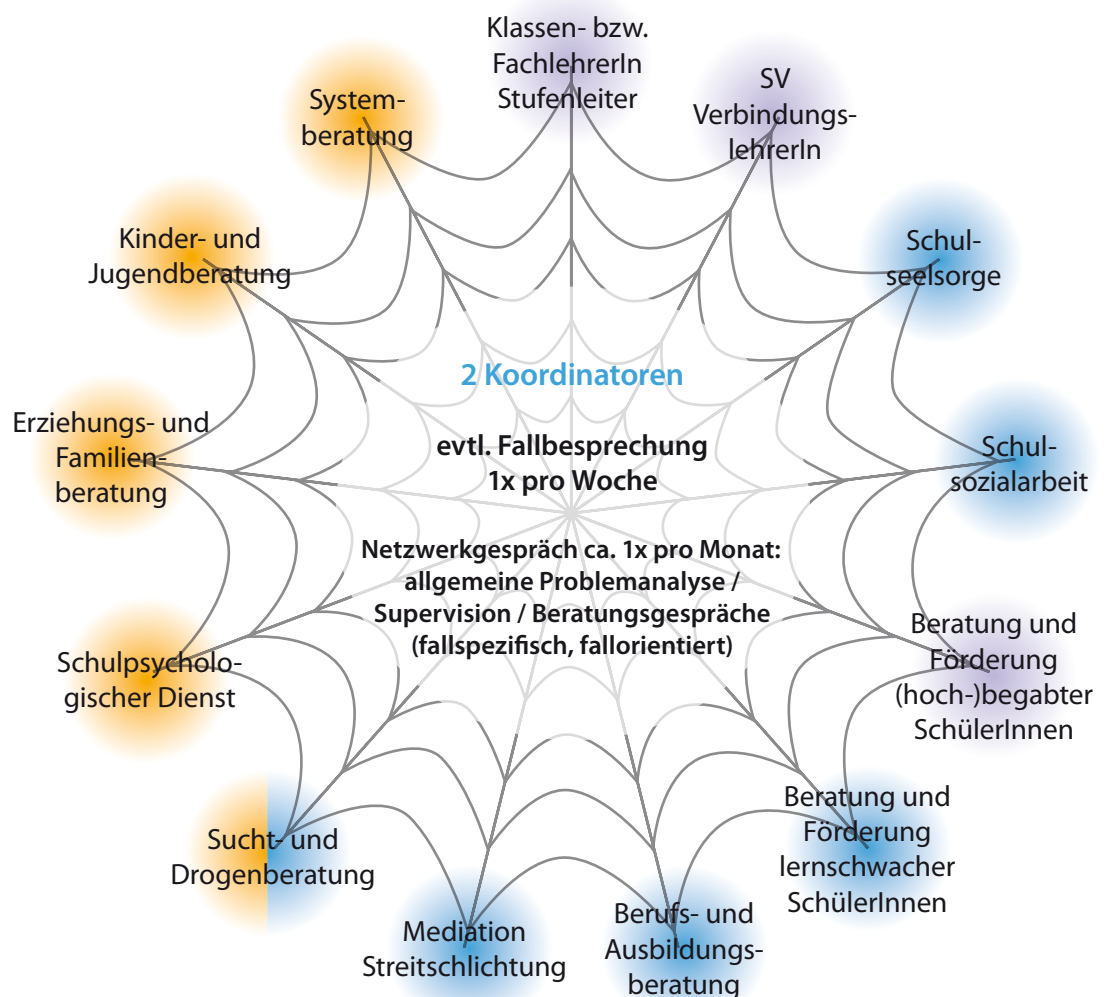 Klassen- bzw.
FachlehrerIn
Stufenleiter
SV
Verbindungs-
lehrerIn
Schul-
seelsorge
Schul-
sozialarbeit
Beratung und
Förderung
(hoch-)begabter
SchülerInnen
Beratung und
Förderung
lernschwacher
SchülerInnen
Berufs- und
Ausbildungs-
beratung
Mediation
Streitschlichtung
Sucht- und
Drogenberatung
Schulpsycholo-
gischer Dienst
Erziehungs- und
Familien-
beratung
Kinder- und
Jugendberatung
System-
beratung
2 Koordinatoren
evtl. Fallbesprechung
1x pro Woche
Netzwerkgespräch ca. 1x pro Monat:
allgemeine Problemanalyse /
Supervision / Beratungsgespräche
(fallspezifisch, fallorientiert)